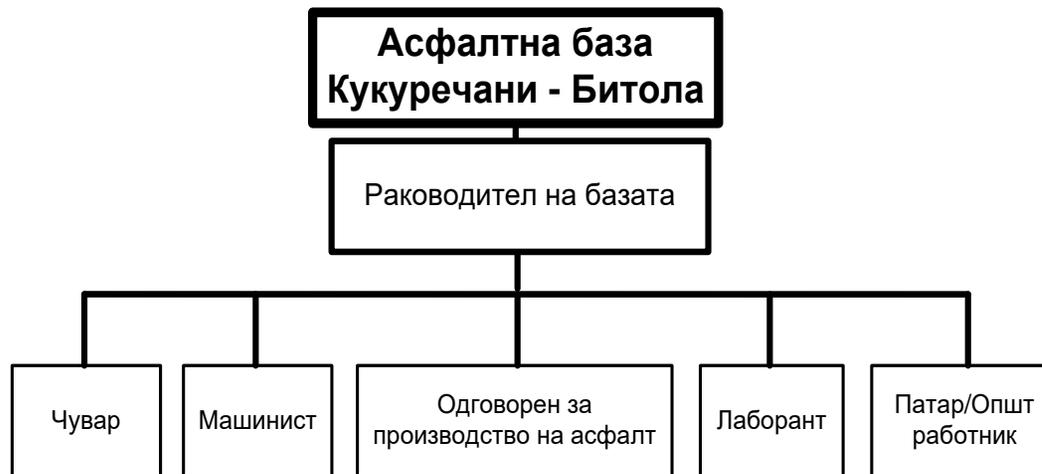 Асфалтна база
Кукуречани - Битола
Раководител на базата
Чувар
Машинист
Одговорен за
производство на асфалт
Лаборант
Патар/Општ
работник